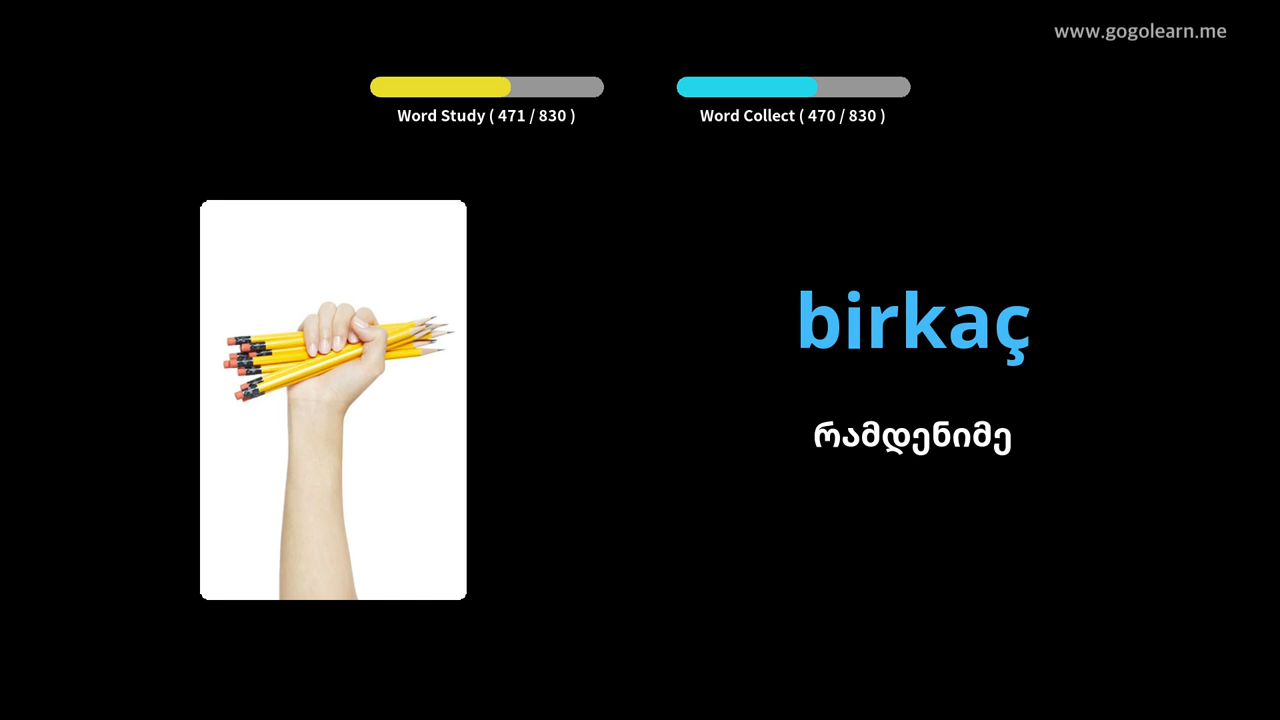 www.gogolearn.me
Word Study ( 471 / 830 )
Word Collect ( 470 / 830 )
birkaç
რამდენიმე